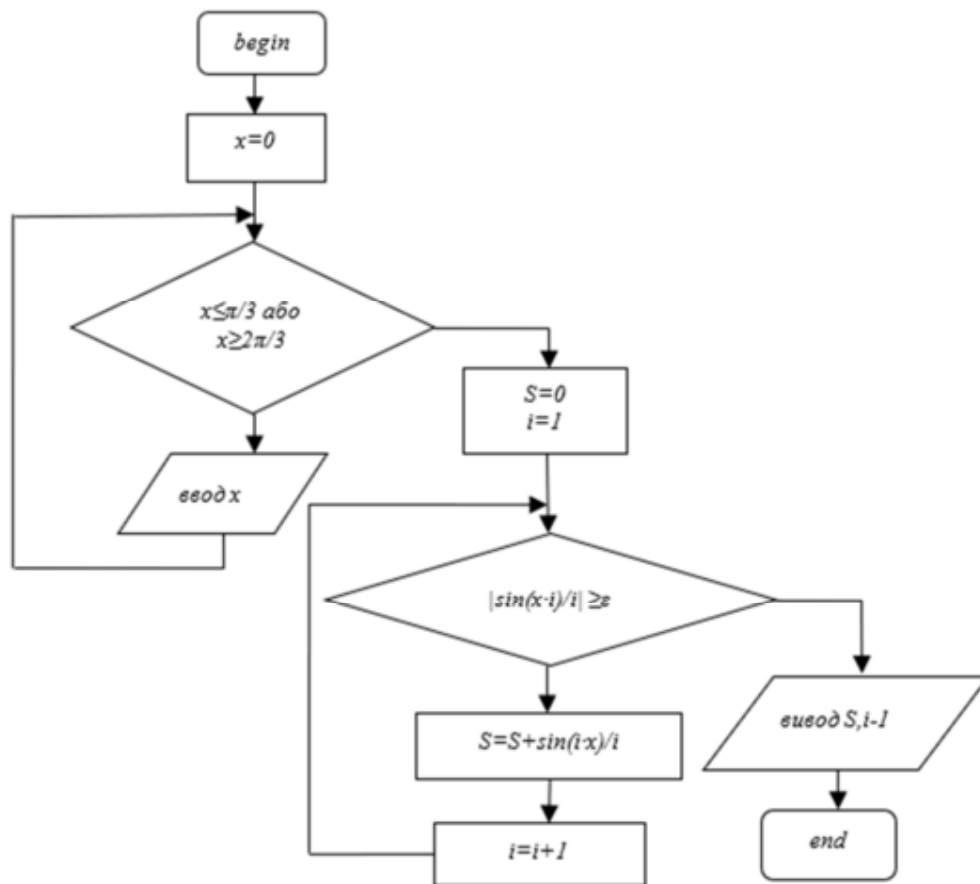 begin
x=0
x≤π/3 або
x≥2π/3
ввод x
S=0
i=1
|sin(x·i)/i| ≥ε
S=S+sin(i·x)/i
i=i+1
вивод S,i-1
end